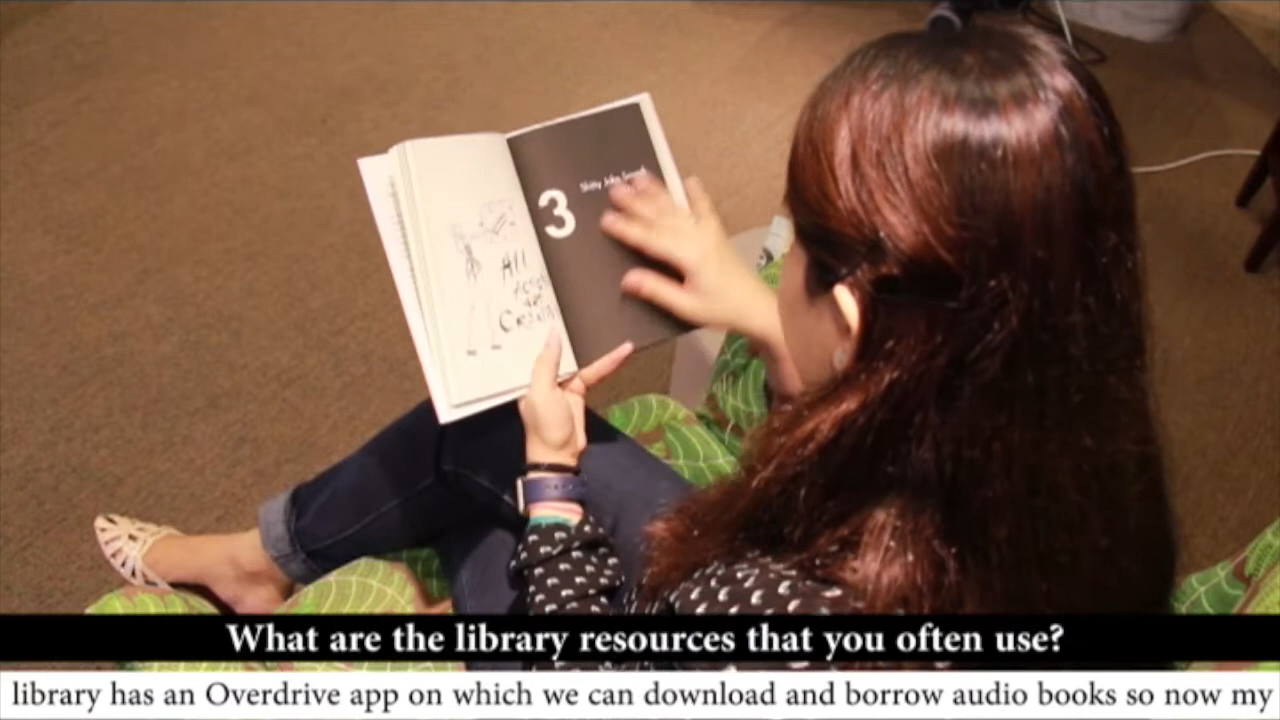 3
All
What are the library resources that you often use?
library has an Overdrive app on which we can download and borrow audio books so now my